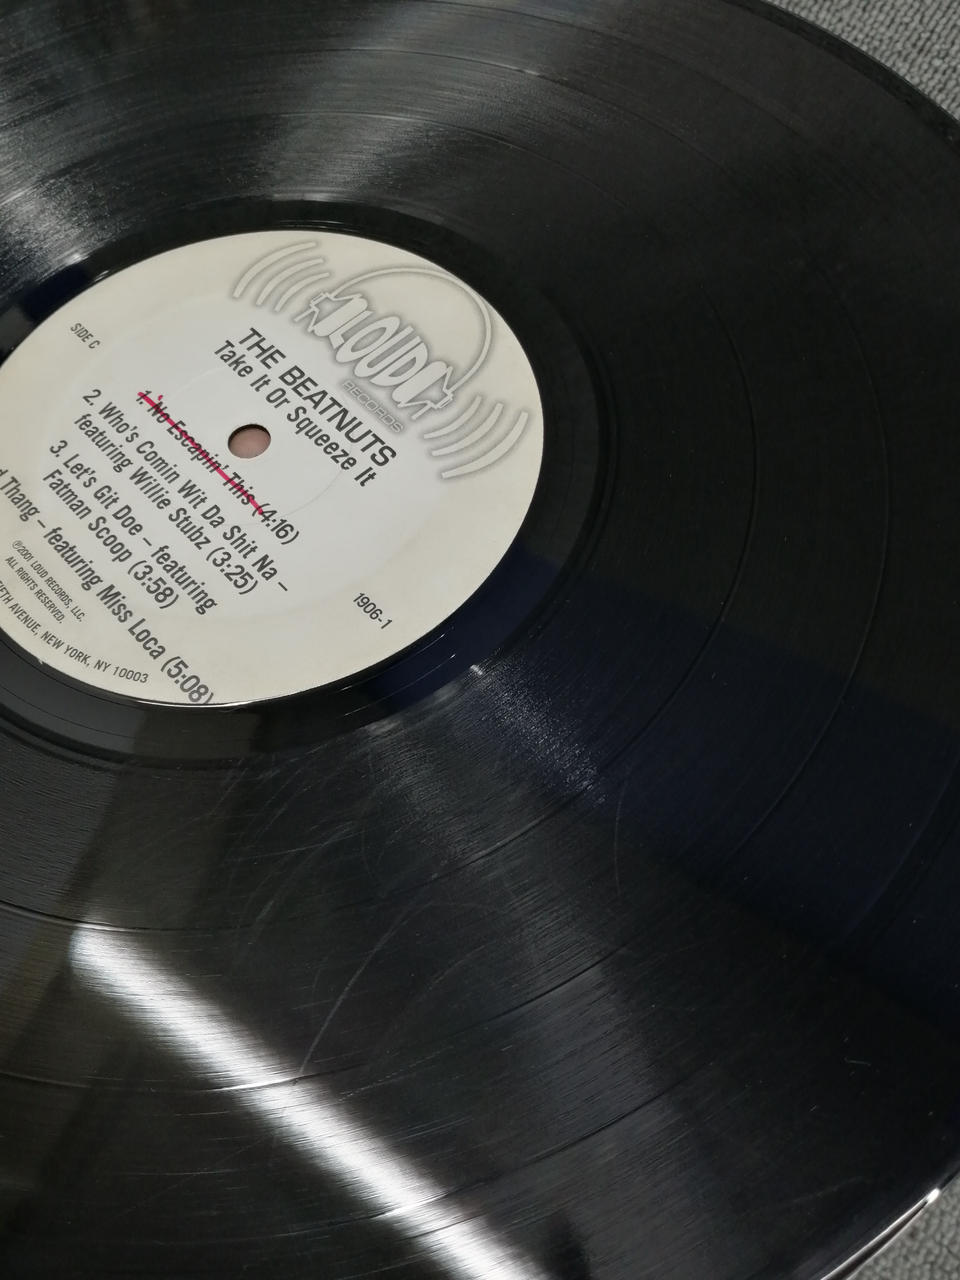 LOUD
RECORDS
THE BEATNUTS
Take It Or Squeeze It
SIDE C
1. No Escapin' This (4:16)
2. Who's Comin Wit Da Shit Na –
featuring Willie Stubz (3:25)
3. Let's Git Doe – featuring
Fatman Scoop (3:58)
Thang – featuring Miss Loca (5:08)
1906-1
℗2001 LOUD RECORDS, LLC.
ALL RIGHTS RESERVED.
AVENUE, NEW YORK, NY 10003